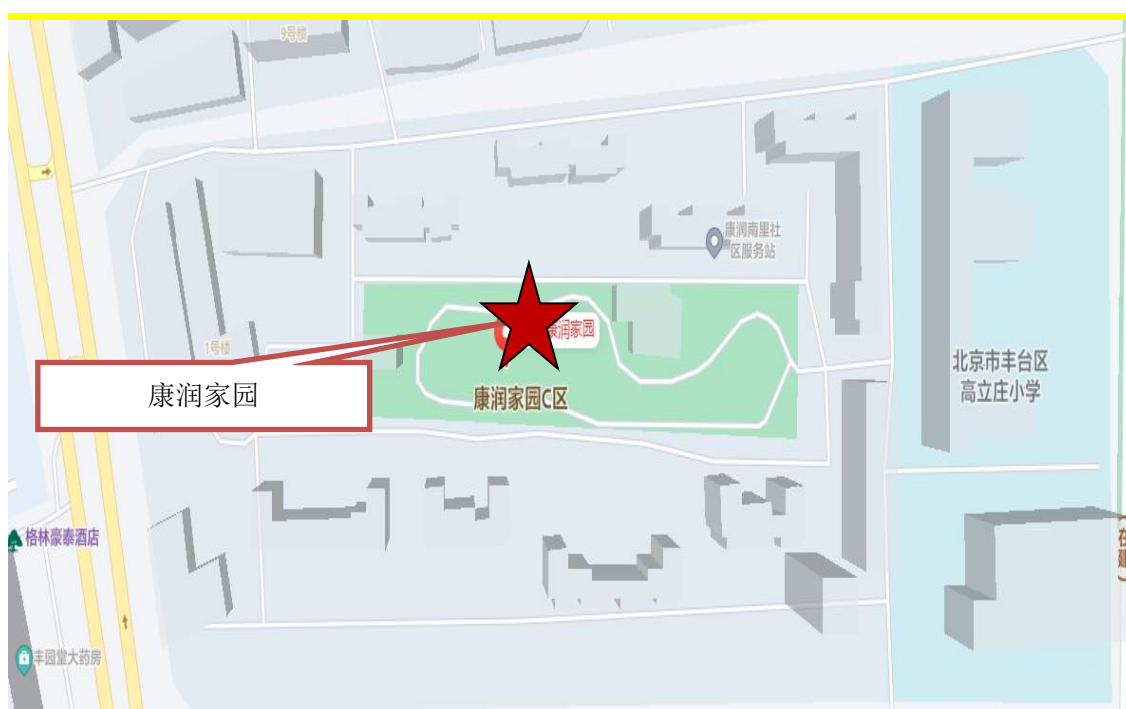 9号楼
康润南里社
区服务站
康润家园
1号楼
康润家园
康润家园C区
北京市丰台区
高立庄小学
格林豪泰酒店
（在建）
丰园堂大药房